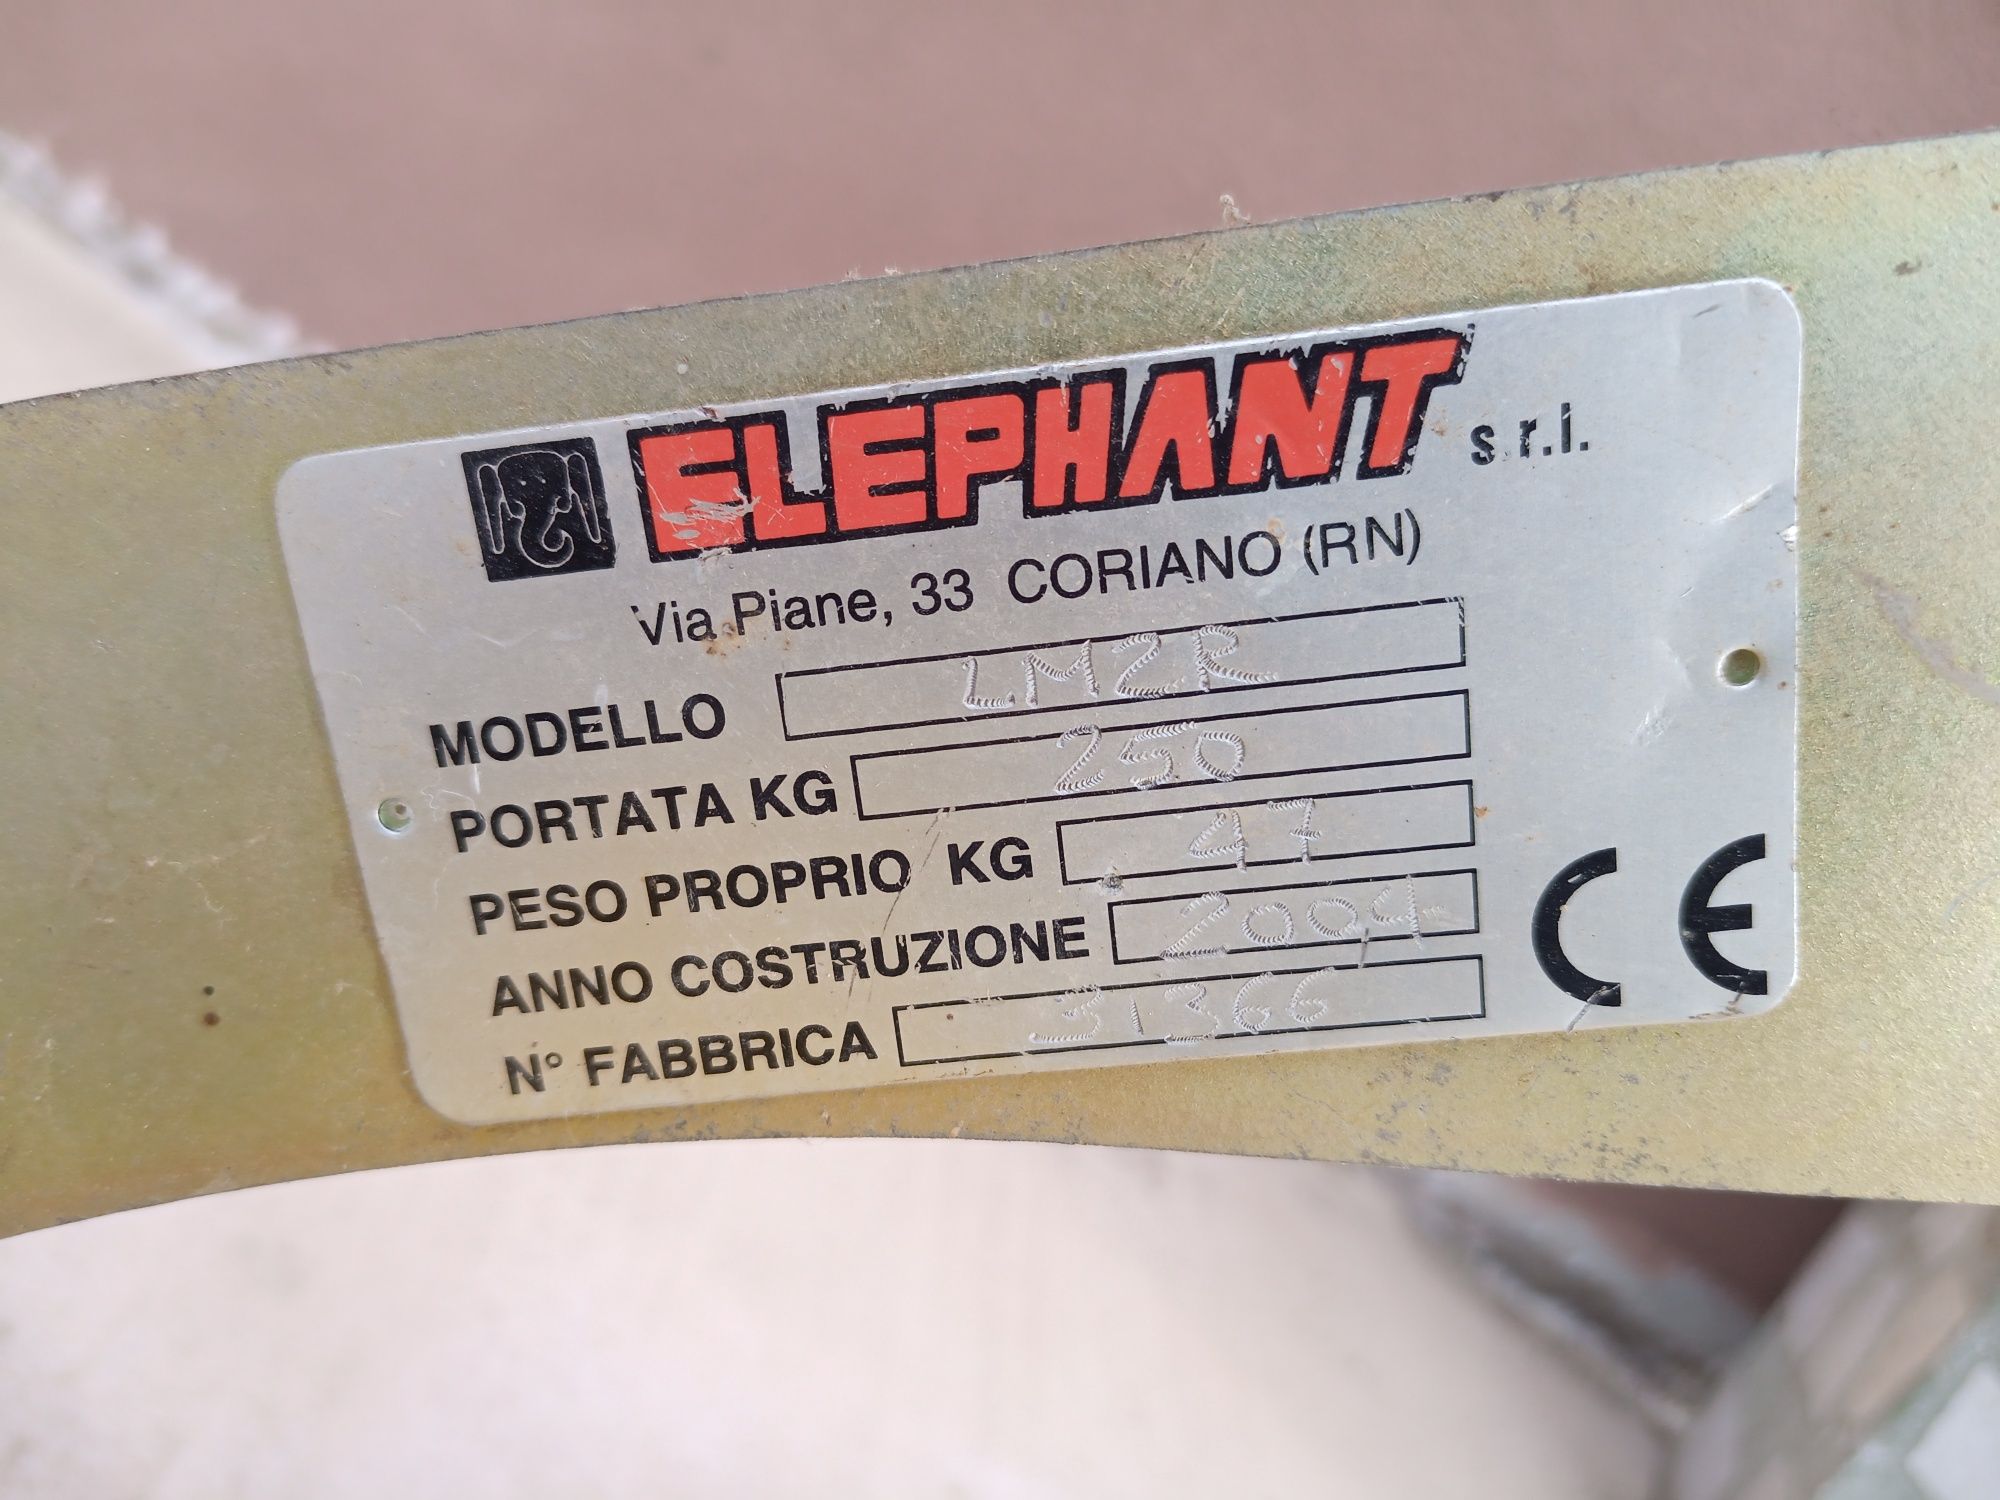 ELEPHANT s.r.l.
Via Piane, 33 CORIANO (RN)
MODELLO LM2R
PORTATA KG 250
PESO PROPRIO KG 47
ANNO COSTRUZIONE 2004
N° FABBRICA 31366
CE